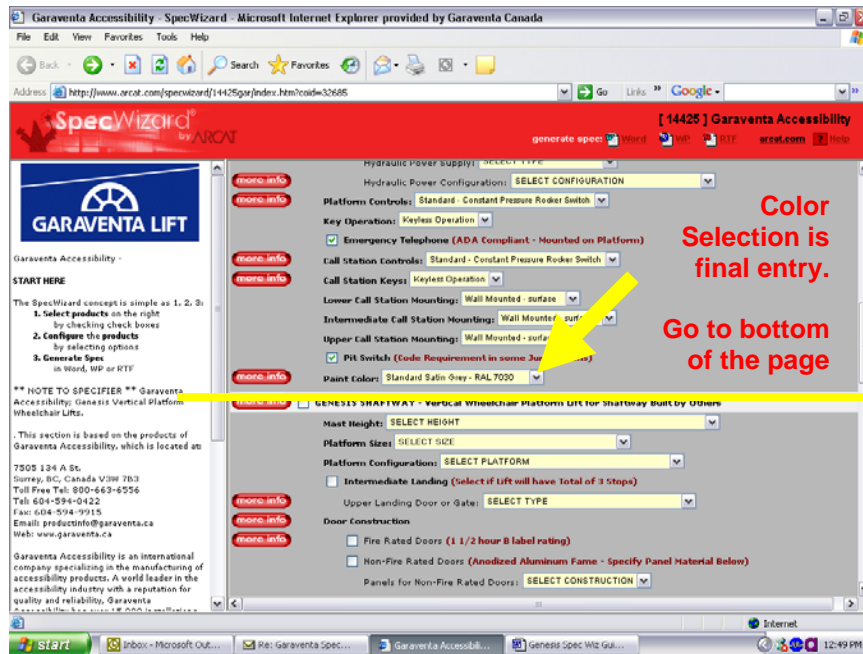 Garaventa Accessibility - SpecWizard - Microsoft Internet Explorer provided by Garaventa Canada
File Edit View Favorites Tools Help
Back Search Favorites
Address http://www.arcat.com/specwizard/14425gar/index.htm?coid=32685 Go Links » Google »
SpecWizard® by ARCAT
[ 14425 ] Garaventa Accessibility
generate spec: Word WP RTF arcat.com ? Help
GARAVENTA LIFT
Garaventa Accessibility -
START HERE
The SpecWizard concept is simple as 1, 2, 3:
1. Select products on the right
by checking check boxes
2. Configure the products
by selecting options
3. Generate Spec
in Word, WP or RTF
** NOTE TO SPECIFIER ** Garaventa
Accessibility; Genesis Vertical Platform
Wheelchair Lifts.
. This section is based on the products of
Garaventa Accessibility, which is located at:
7505 134 A St.
Surrey, BC, Canada V3W 7B3
Toll Free Tel: 800-663-6556
Tel: 604-594-0422
Fax: 604-594-9915
Email: productinfo@garaventa.ca
Web: www.garaventa.ca
Garaventa Accessibility is an international
company specializing in the manufacturing of
accessibility products. A world leader in the
accessibility industry with a reputation for
quality and reliability, Garaventa
Hydraulic Power Supply: SELECT TYPE
more info Hydraulic Power Configuration: SELECT CONFIGURATION
more info Platform Controls: Standard - Constant Pressure Rocker Switch
Key Operation: Keyless Operation
Emergency Telephone (ADA Compliant - Mounted on Platform)
more info Call Station Controls: Standard - Constant Pressure Rocker Switch
more info Call Station Keys: Keyless Operation
Lower Call Station Mounting: Wall Mounted - surface
Intermediate Call Station Mounting: Wall Mounted - surface
Upper Call Station Mounting: Wall Mounted - surface
Pit Switch (Code Requirement in some
more info Paint Color: Standard Satin Grey - RAL 7030
more info GENESIS SHAFTWAY - Vertical Wheelchair Platform Lift for Shaftway Built by Others
Mast Height: SELECT HEIGHT
Platform Size: SELECT SIZE
Platform Configuration: SELECT PLATFORM
Intermediate Landing (Select if Lift will have Total of 3 Stops)
more info Upper Landing Door or Gate: SELECT TYPE
more info Door Construction
more info Fire Rated Doors (1 1/2 hour B label rating)
Non-Fire Rated Doors (Anodized Aluminum Fame - Specify Panel Material Below)
Panels for Non-Fire Rated Doors: SELECT CONSTRUCTION
Color
Selection is
final entry.
Go to bottom
of the page
Internet
start Inbox - Microsoft Out... Re: Garaventa Spec... Garaventa Accessibili... Genesis Spec Wiz Gui... 12:49 PM